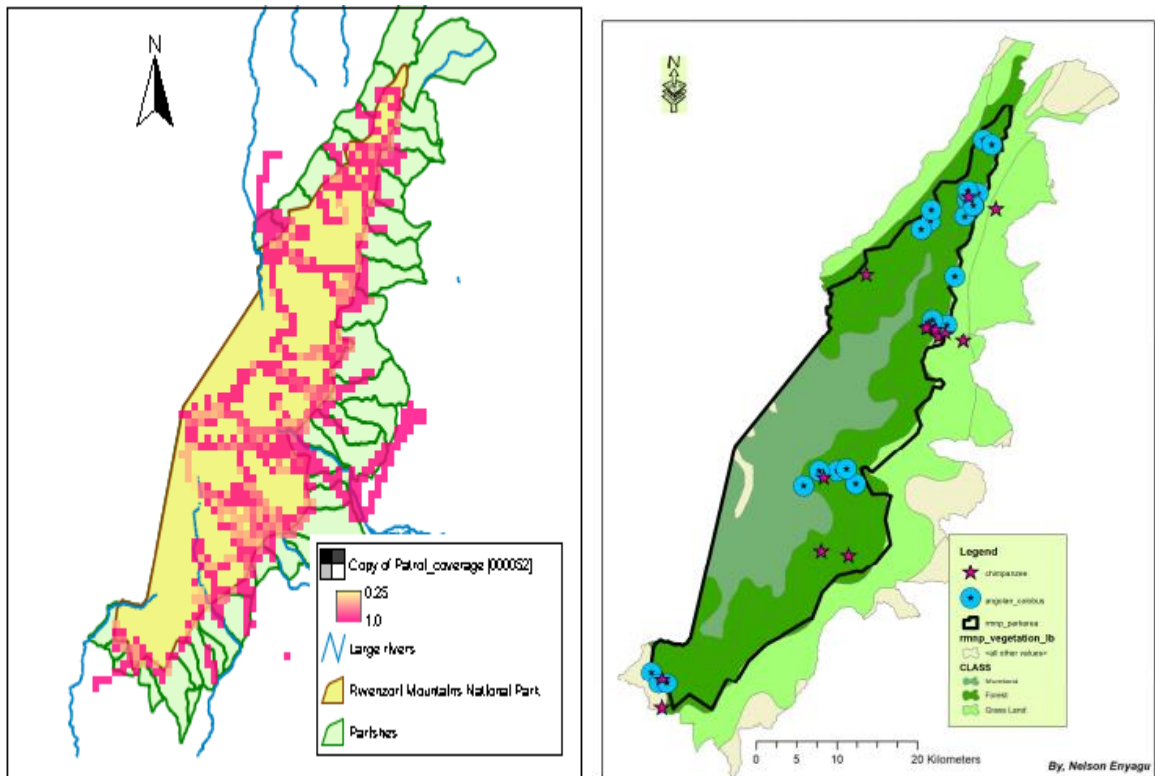 N
Copy of Patrol_coverage [000052]
0.25
1.0
Large rivers
Rwenzori Mountains National Park
Parishes
N
Legend
chimpanzee
angolan_colobus
rmnp_parkarea
rmnp_vegetation_lb
<all other values>
CLASS
Forest
Grass Land
0 5 10 20 Kilometers
By, Nelson Enyagu